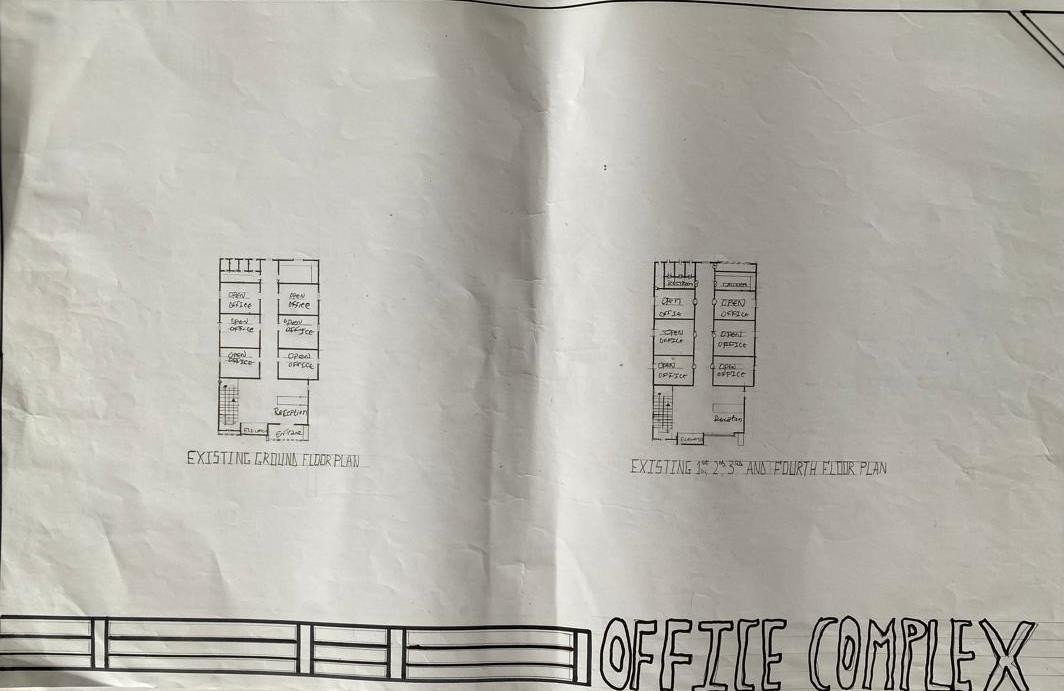 OPEN
OFFICE
OPEN
OFFICE
OPEN
OFFICE
OPEN
OFFICE
OPEN
OFFICE
OPEN
OFFICE
Reception
EXISTING GROUND FLOOR PLAN
OPEN
OFFICE
OPEN
OFFICE
OPEN
OFFICE
OPEN
OFFICE
OPEN
OFFICE
OPEN
OFFICE
Reception
EXISTING 1st, 2nd, 3rd AND FOURTH FLOOR PLAN
OFFICE COMPLEX